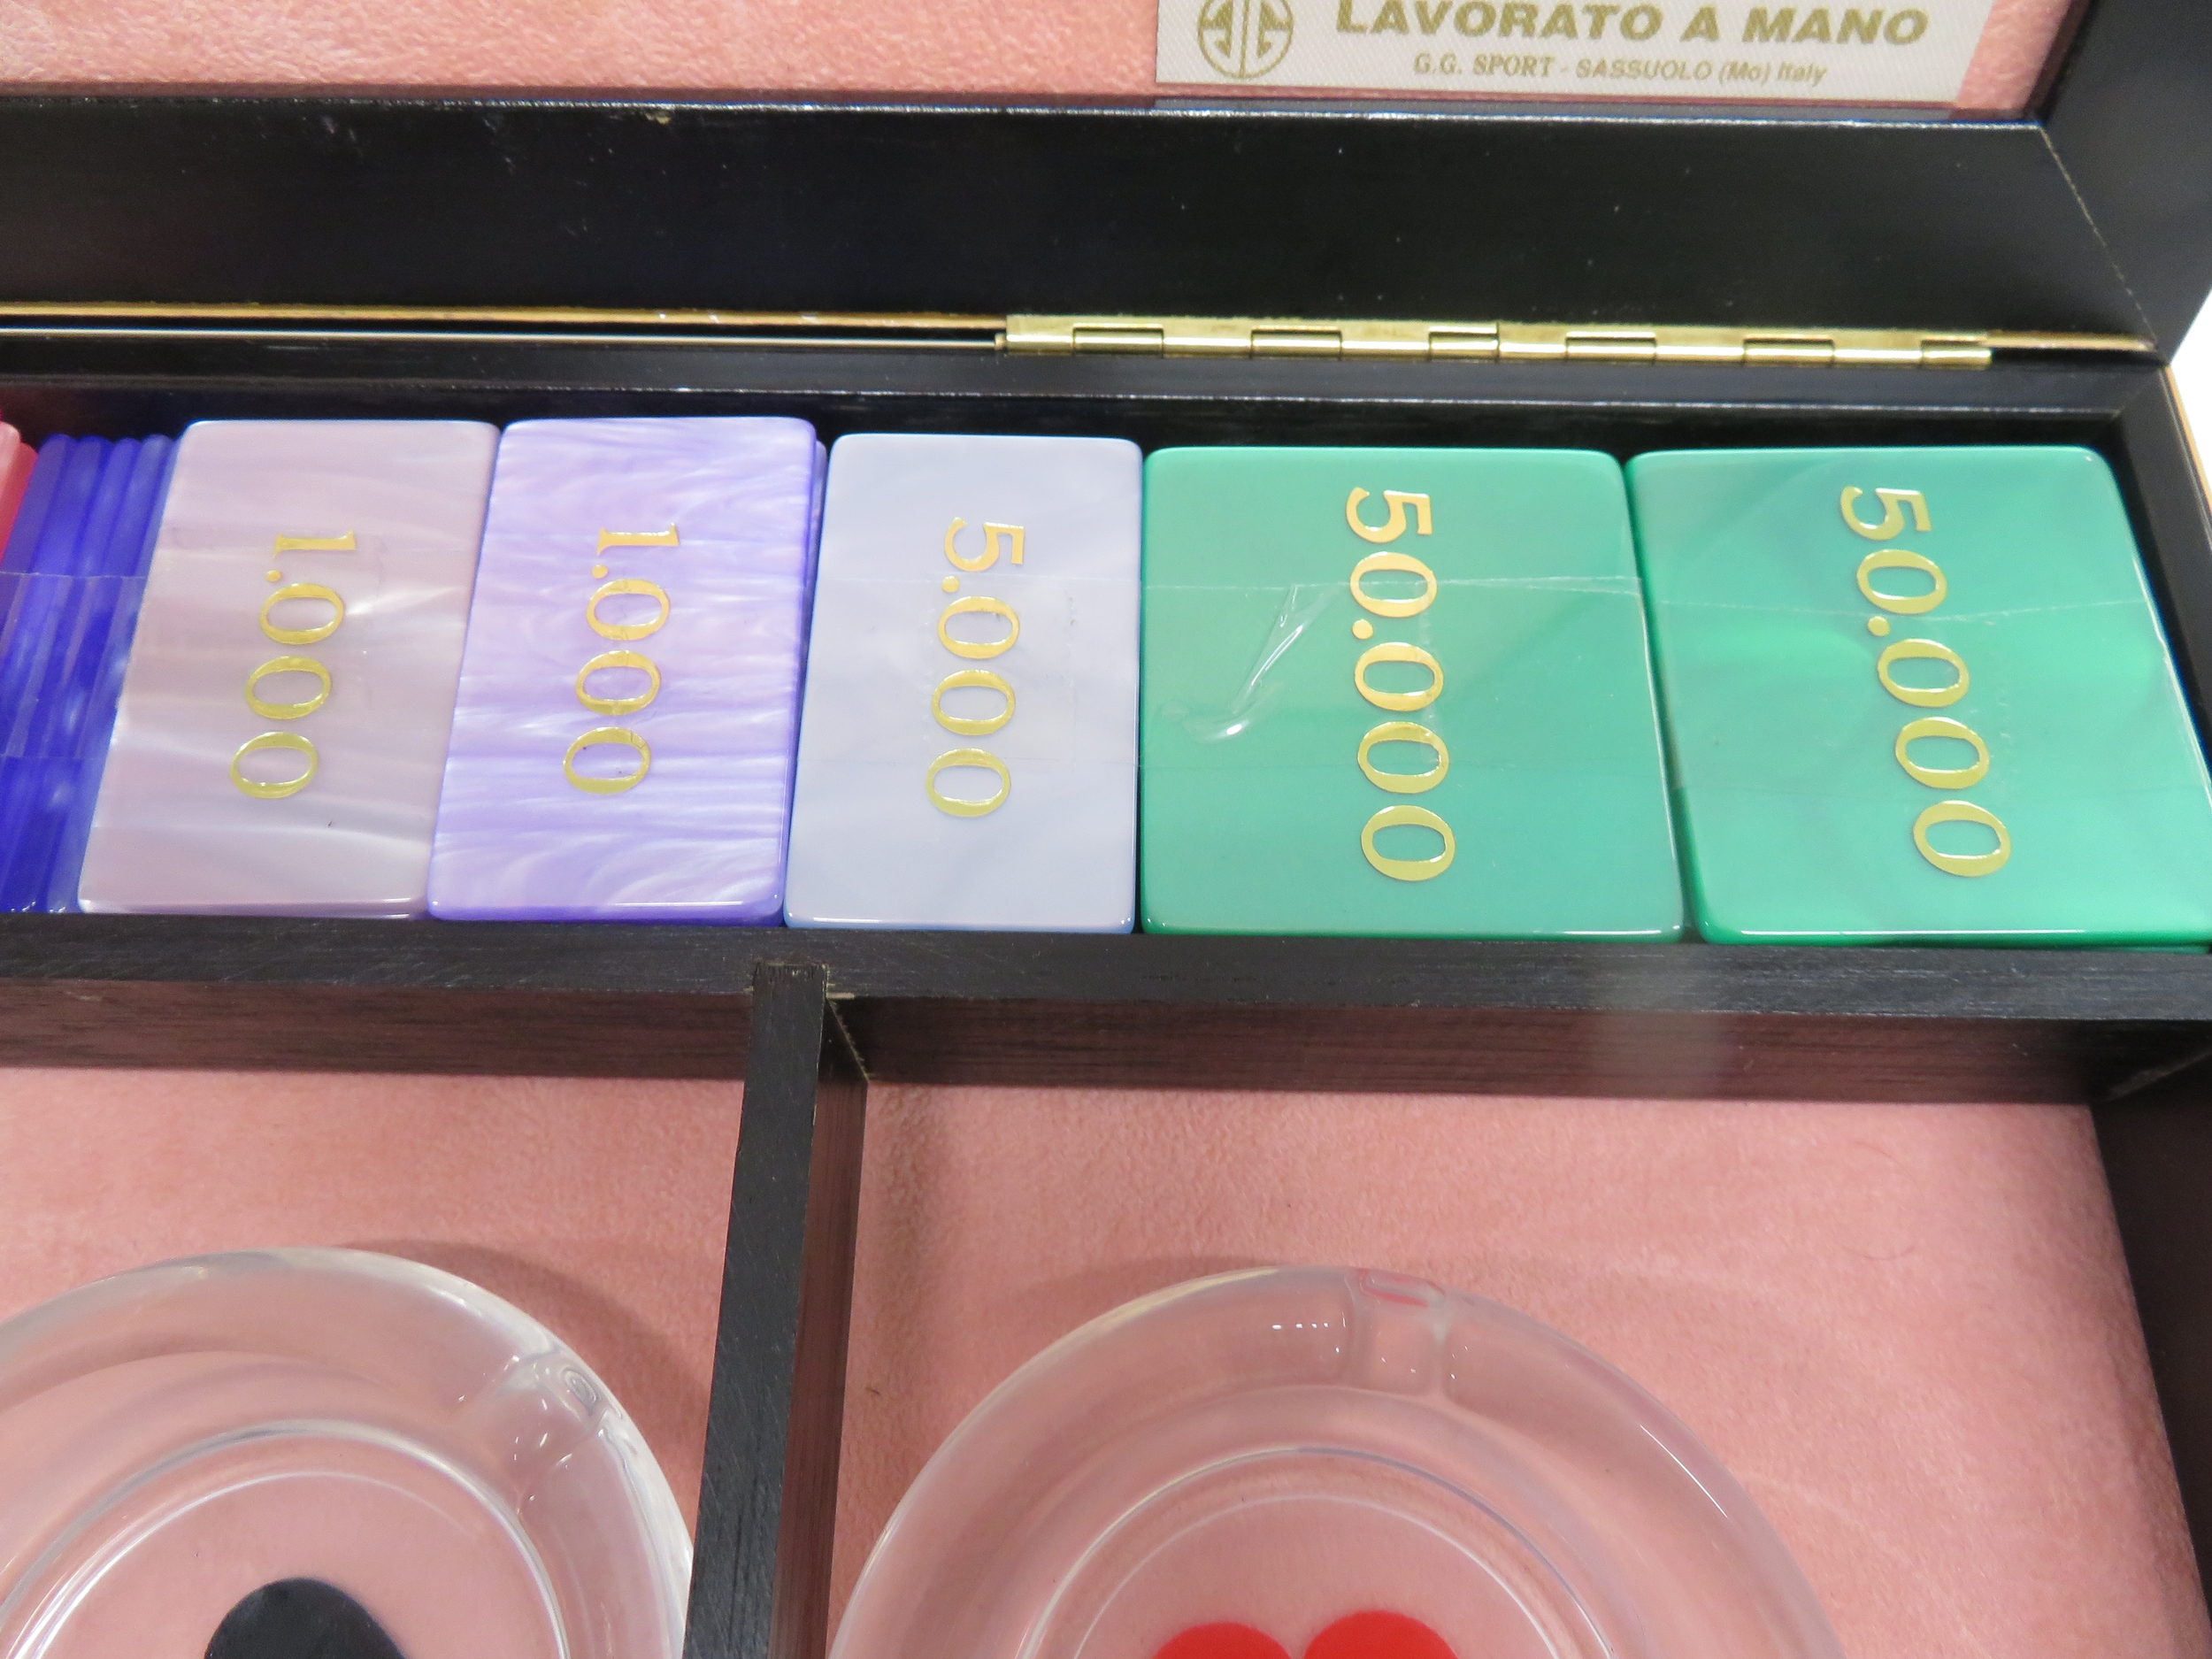 LAVORATO A MANO
G.G. SPORT - SASSUOLO (Mo) Italy
1.000
1.000
5.000
50.000
50.000